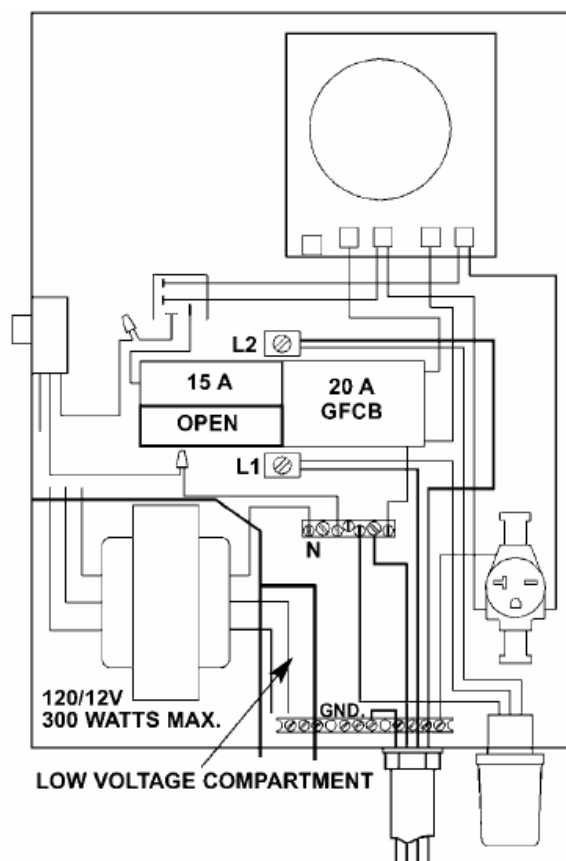 L2
15 A
20 A
GFCB
OPEN
L1
N
120/12V
300 WATTS MAX.
GND.
LOW VOLTAGE COMPARTMENT